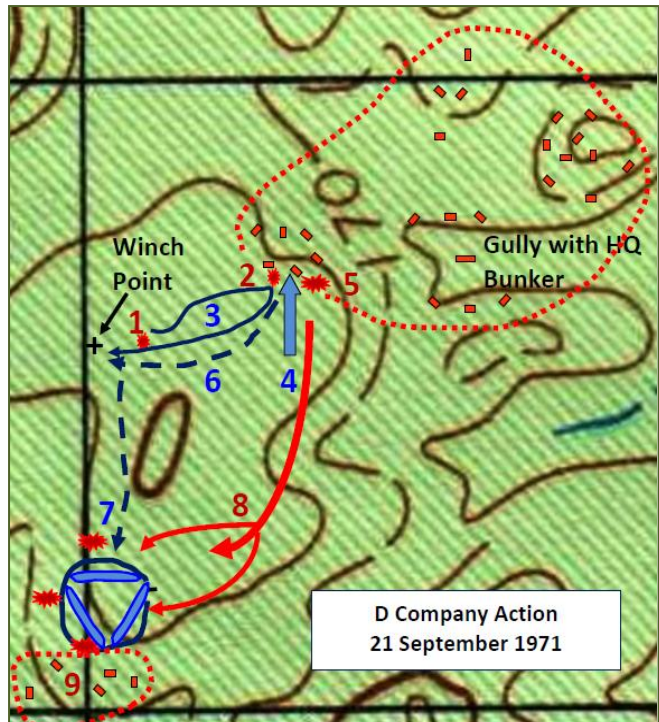 70
Winch
Point
Gully with HQ
Bunker
2
5
1
3
6
4
7
8
D Company Action
21 September 1971
9